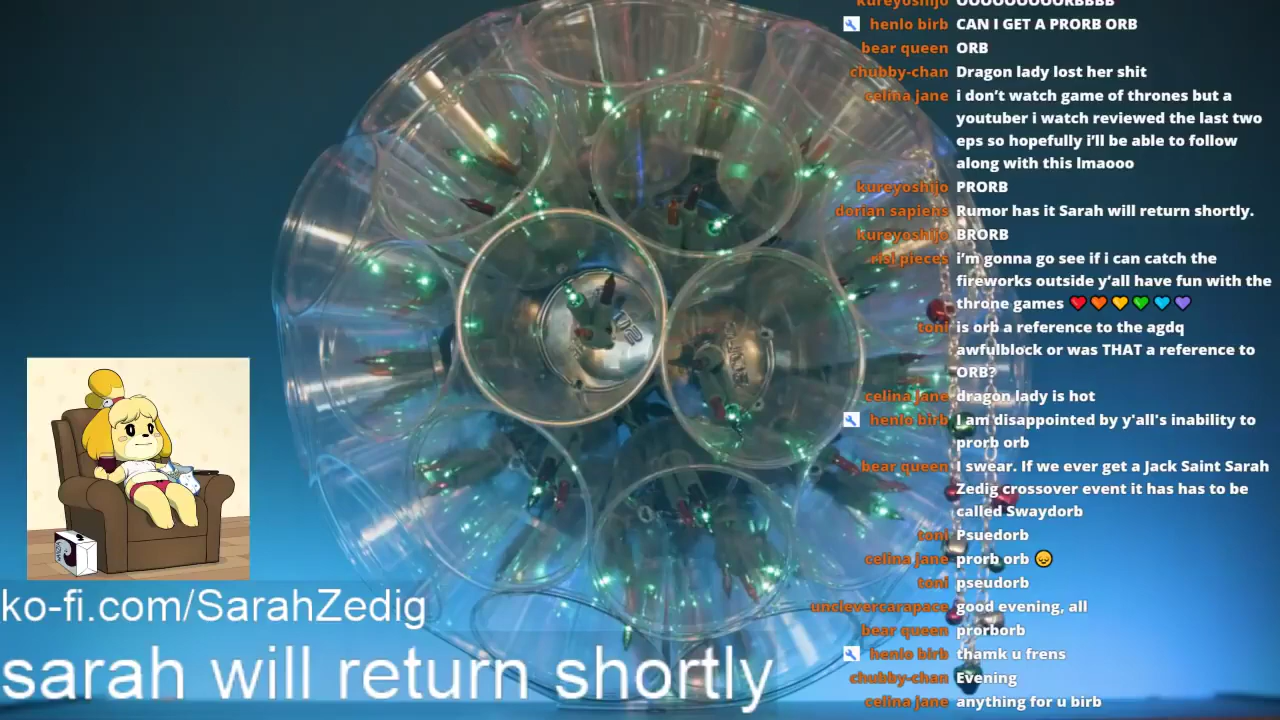 kureyoshijo OOOOOOOOORBBBB
henlo birb CAN I GET A PRORB ORB
bear queen ORB
chubby-chan Dragon lady lost her shit
celina jane i don’t watch game of thrones but a
youtuber i watch reviewed the last two
eps so hopefully i’ll be able to follow
along with this lmaooo
kureyoshijo PRORB
dorian sapiens Rumor has it Sarah will return shortly.
kureyoshijo BRORB
risi pieces i’m gonna go see if i can catch the
fireworks outside y’all have fun with the
throne games ❤️🧡💛💚💙💜
toni is orb a reference to the agdq
awfulblock or was THAT a reference to
ORB?
celina jane dragon lady is hot
henlo birb I am disappointed by y'all's inability to
prorb orb
bear queen I swear. If we ever get a Jack Saint Sarah
Zedig crossover event it has has to be
called Swaydorb
toni Psuedorb
celina jane prorb orb 😔
toni pseudorb
unclevercarapace good evening, all
bear queen prorborb
henlo birb thamk u frens
chubby-chan Evening
celina jane anything for u birb
ko-fi.com/SarahZedig
sarah will return shortly